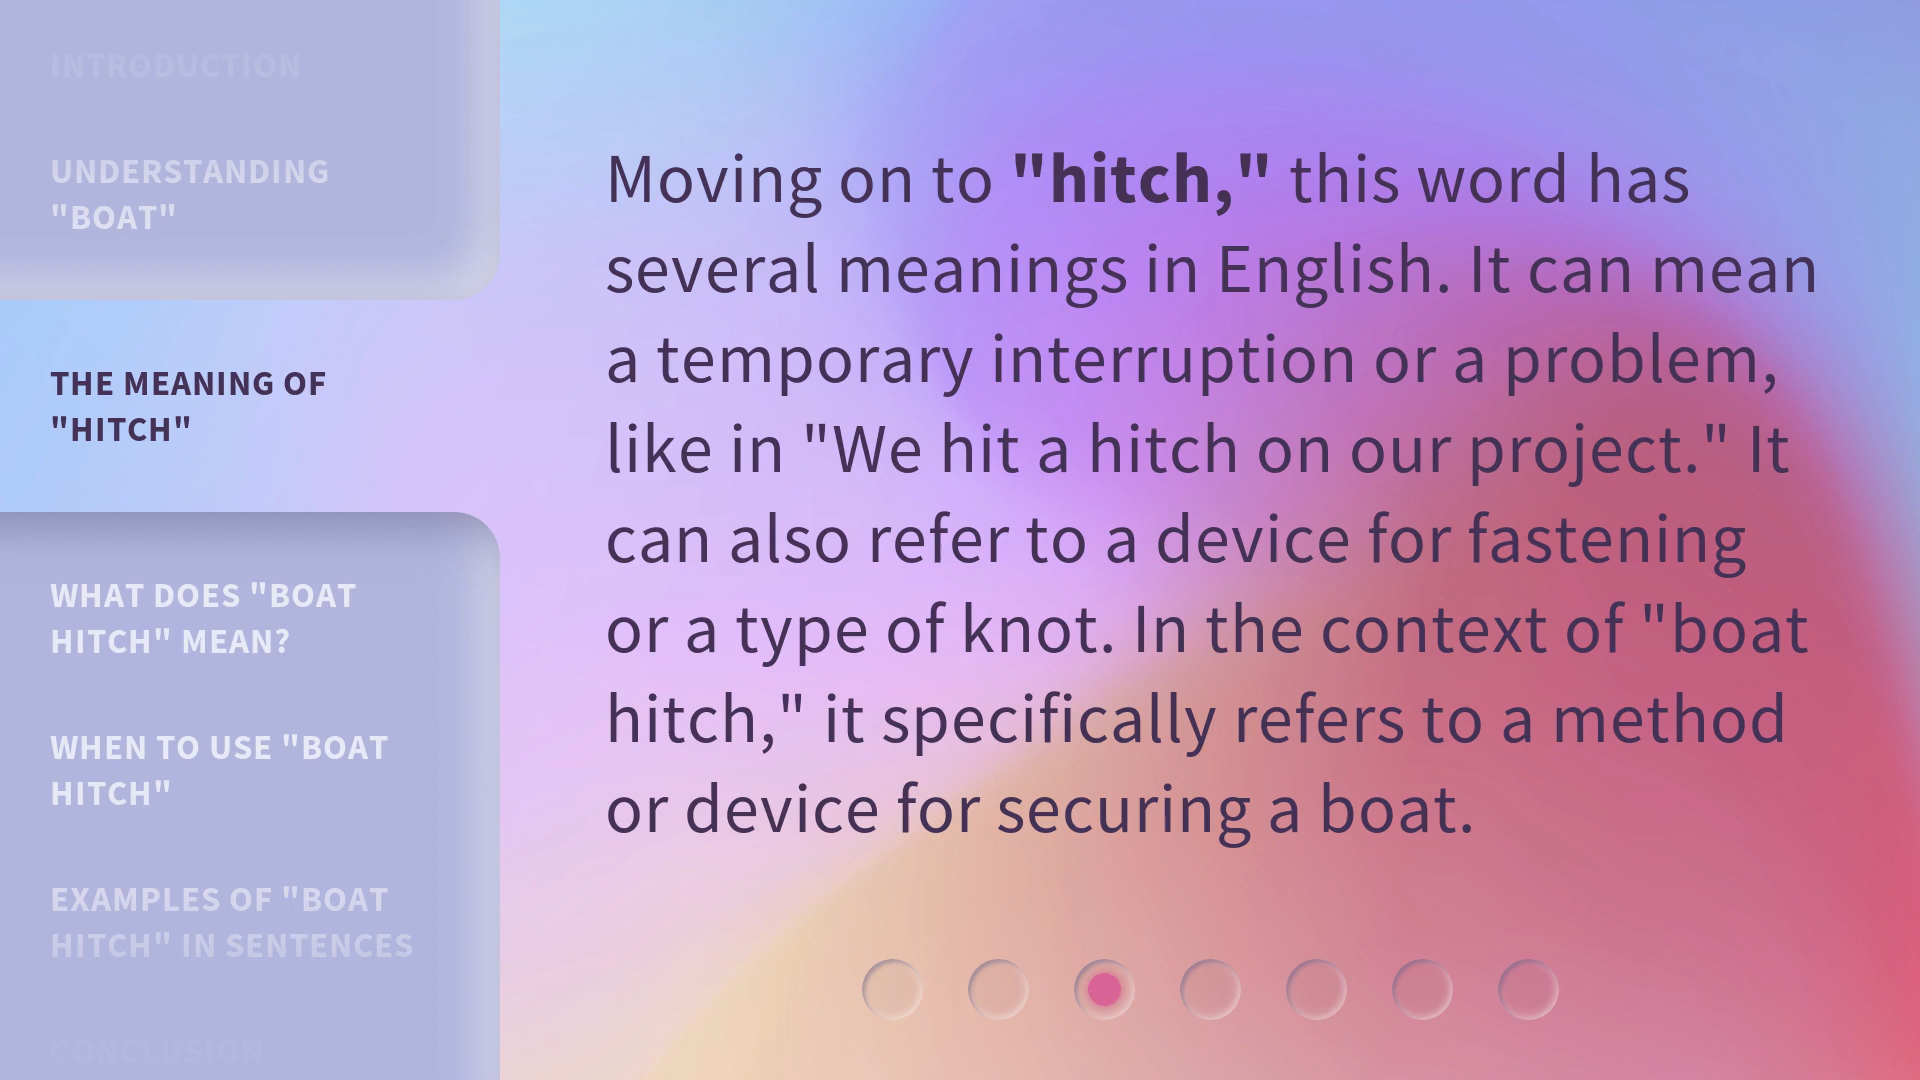 INTRODUCTION
UNDERSTANDING
"BOAT"
THE MEANING OF
"HITCH"
WHAT DOES "BOAT
HITCH" MEAN?
WHEN TO USE "BOAT
HITCH"
EXAMPLES OF "BOAT
HITCH" IN SENTENCES
CONCLUSION
Moving on to "hitch," this word has
several meanings in English. It can mean
a temporary interruption or a problem,
like in "We hit a hitch on our project." It
can also refer to a device for fastening
or a type of knot. In the context of "boat
hitch," it specifically refers to a method
or device for securing a boat.